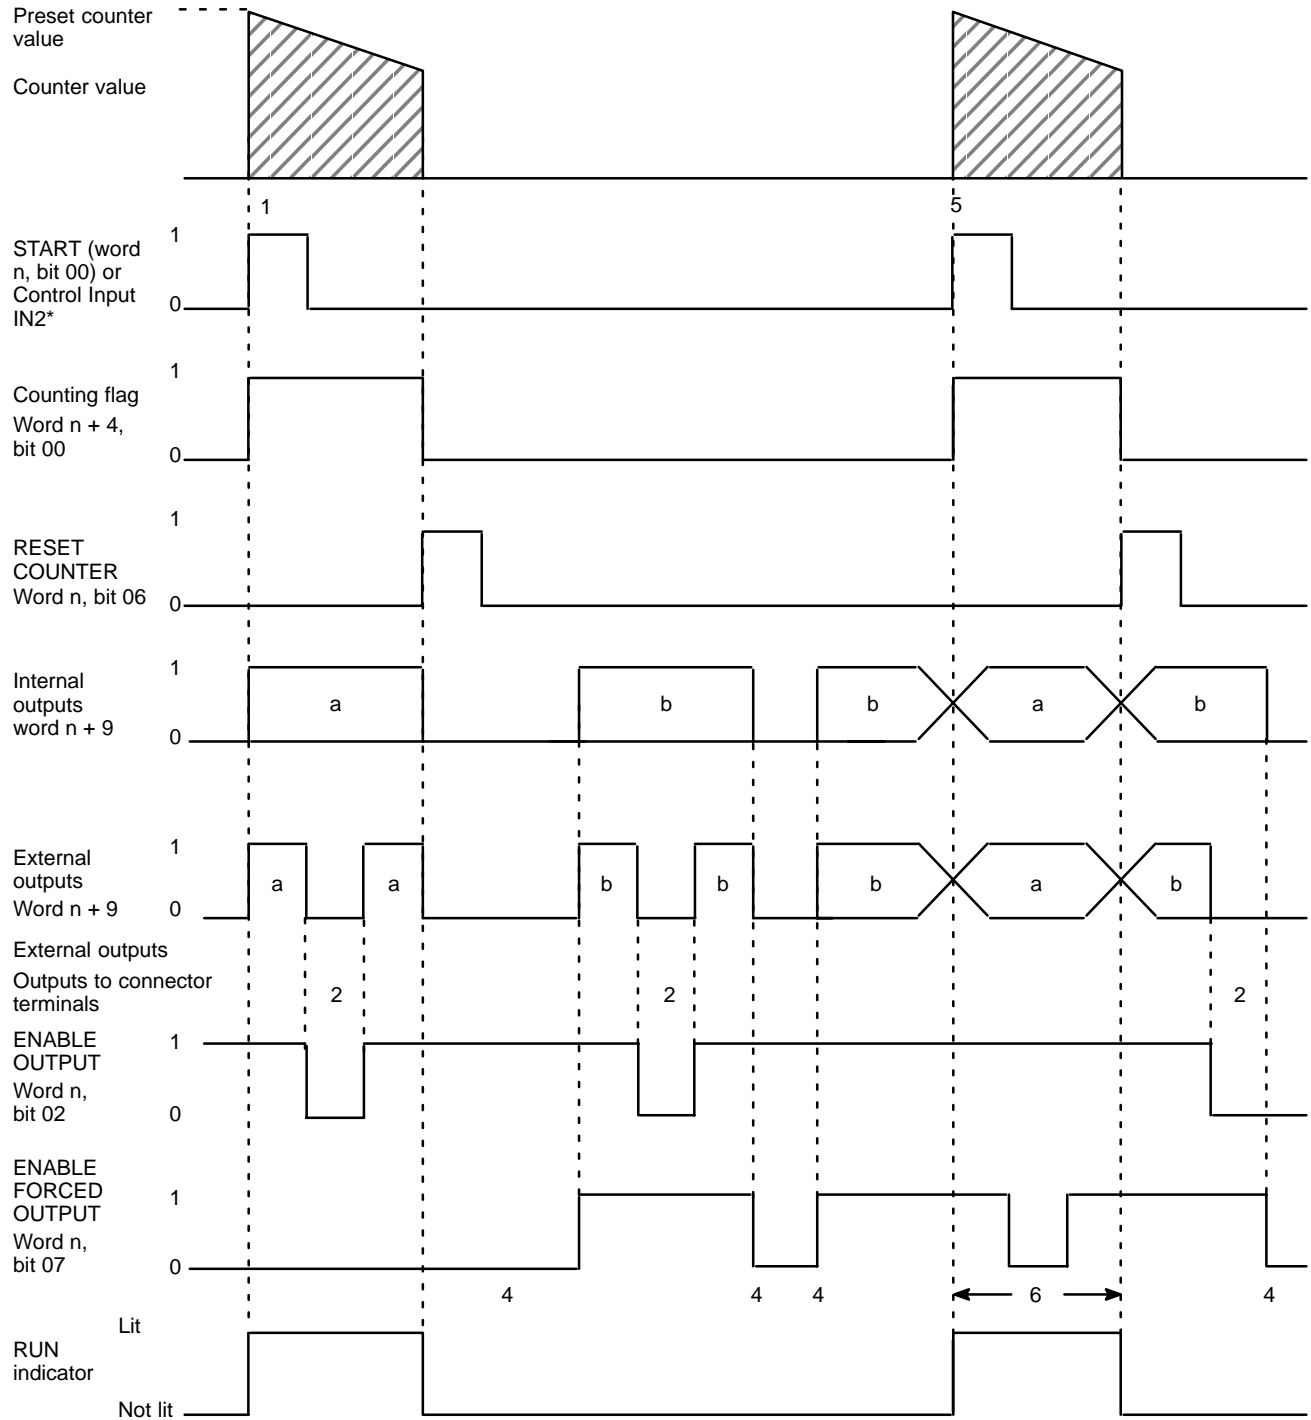 Preset counter
value
Counter value
1 5
START (word
n, bit 00) or
Control Input
IN2*
1
0
Counting flag
Word n + 4,
bit 00
1
0
RESET
COUNTER
Word n, bit 06
1
0
Internal
outputs
word n + 9
1
0
a b b a b
External
outputs
Word n + 9
1
0
a a b b b a b
External outputs
Outputs to connector
terminals
2 2 2
ENABLE
OUTPUT
Word n,
bit 02
1
0
ENABLE
FORCED
OUTPUT
Word n,
bit 07
1
0
4 4 4 6 4
RUN
indicator
Lit
Not lit